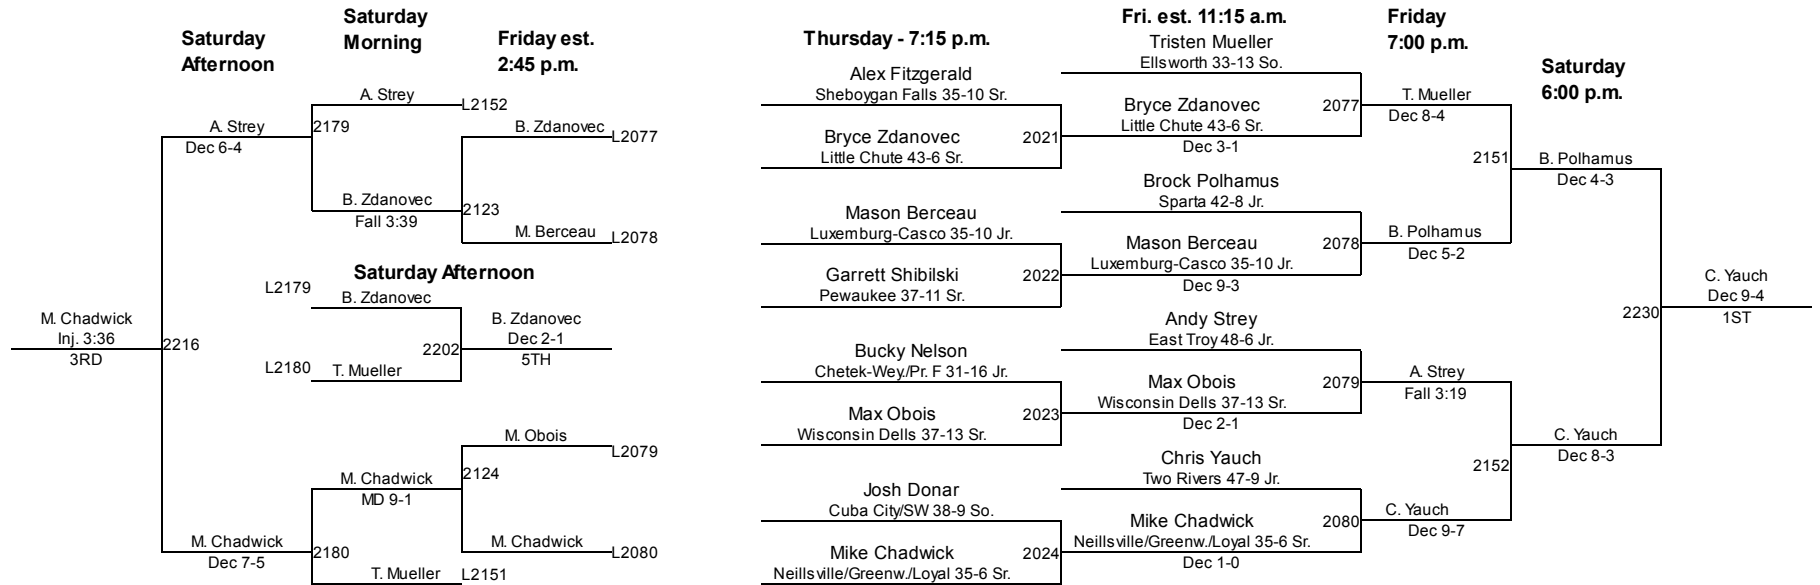 Saturday
Afternoon
Saturday
Morning
Friday est.
2:45 p.m.
A. Strey
L2152
A. Strey
2179
Dec 6-4
B. Zdanovec
L2077
B. Zdanovec
2123
Fall 3:39
M. Berceau
L2078
Saturday Afternoon
L2179
B. Zdanovec
M. Chadwick
Inj. 3:36
3RD
2216
2202
B. Zdanovec
Dec 2-1
5TH
L2180
T. Mueller
M. Obois
L2079
M. Chadwick
2124
MD 9-1
M. Chadwick
L2080
M. Chadwick
2180
Dec 7-5
T. Mueller
L2151
Thursday - 7:15 p.m.
Alex Fitzgerald
Sheboygan Falls 35-10 Sr.
Bryce Zdanovec
2021
Little Chute 43-6 Sr.
Mason Berceau
Luxemburg-Casco 35-10 Jr.
Garrett Shibilski
2022
Pewaukee 37-11 Sr.
Bucky Nelson
Chetek-Wey./Pr. F 31-16 Jr.
Max Obois
2023
Wisconsin Dells 37-13 Sr.
Josh Donar
Cuba City/SW 38-9 So.
Mike Chadwick
2024
Neillsville/Greenw./Loyal 35-6 Sr.
Fri. est. 11:15 a.m.
Tristen Mueller
Ellsworth 33-13 So.
Bryce Zdanovec
2077
Little Chute 43-6 Sr.
Dec 3-1
Brock Polhamus
Sparta 42-8 Jr.
Mason Berceau
2078
Luxemburg-Casco 35-10 Jr.
Dec 9-3
Andy Strey
East Troy 48-6 Jr.
Max Obois
2079
Wisconsin Dells 37-13 Sr.
Dec 2-1
Chris Yauch
Two Rivers 47-9 Jr.
Mike Chadwick
2080
Neillsville/Greenw./Loyal 35-6 Sr.
Dec 1-0
Friday
7:00 p.m.
T. Mueller
Dec 8-4
2151
B. Polhamus
Dec 5-2
A. Strey
Fall 3:19
2152
C. Yauch
Dec 9-7
Saturday
6:00 p.m.
B. Polhamus
Dec 4-3
2230
C. Yauch
Dec 8-3
C. Yauch
Dec 9-4
1ST